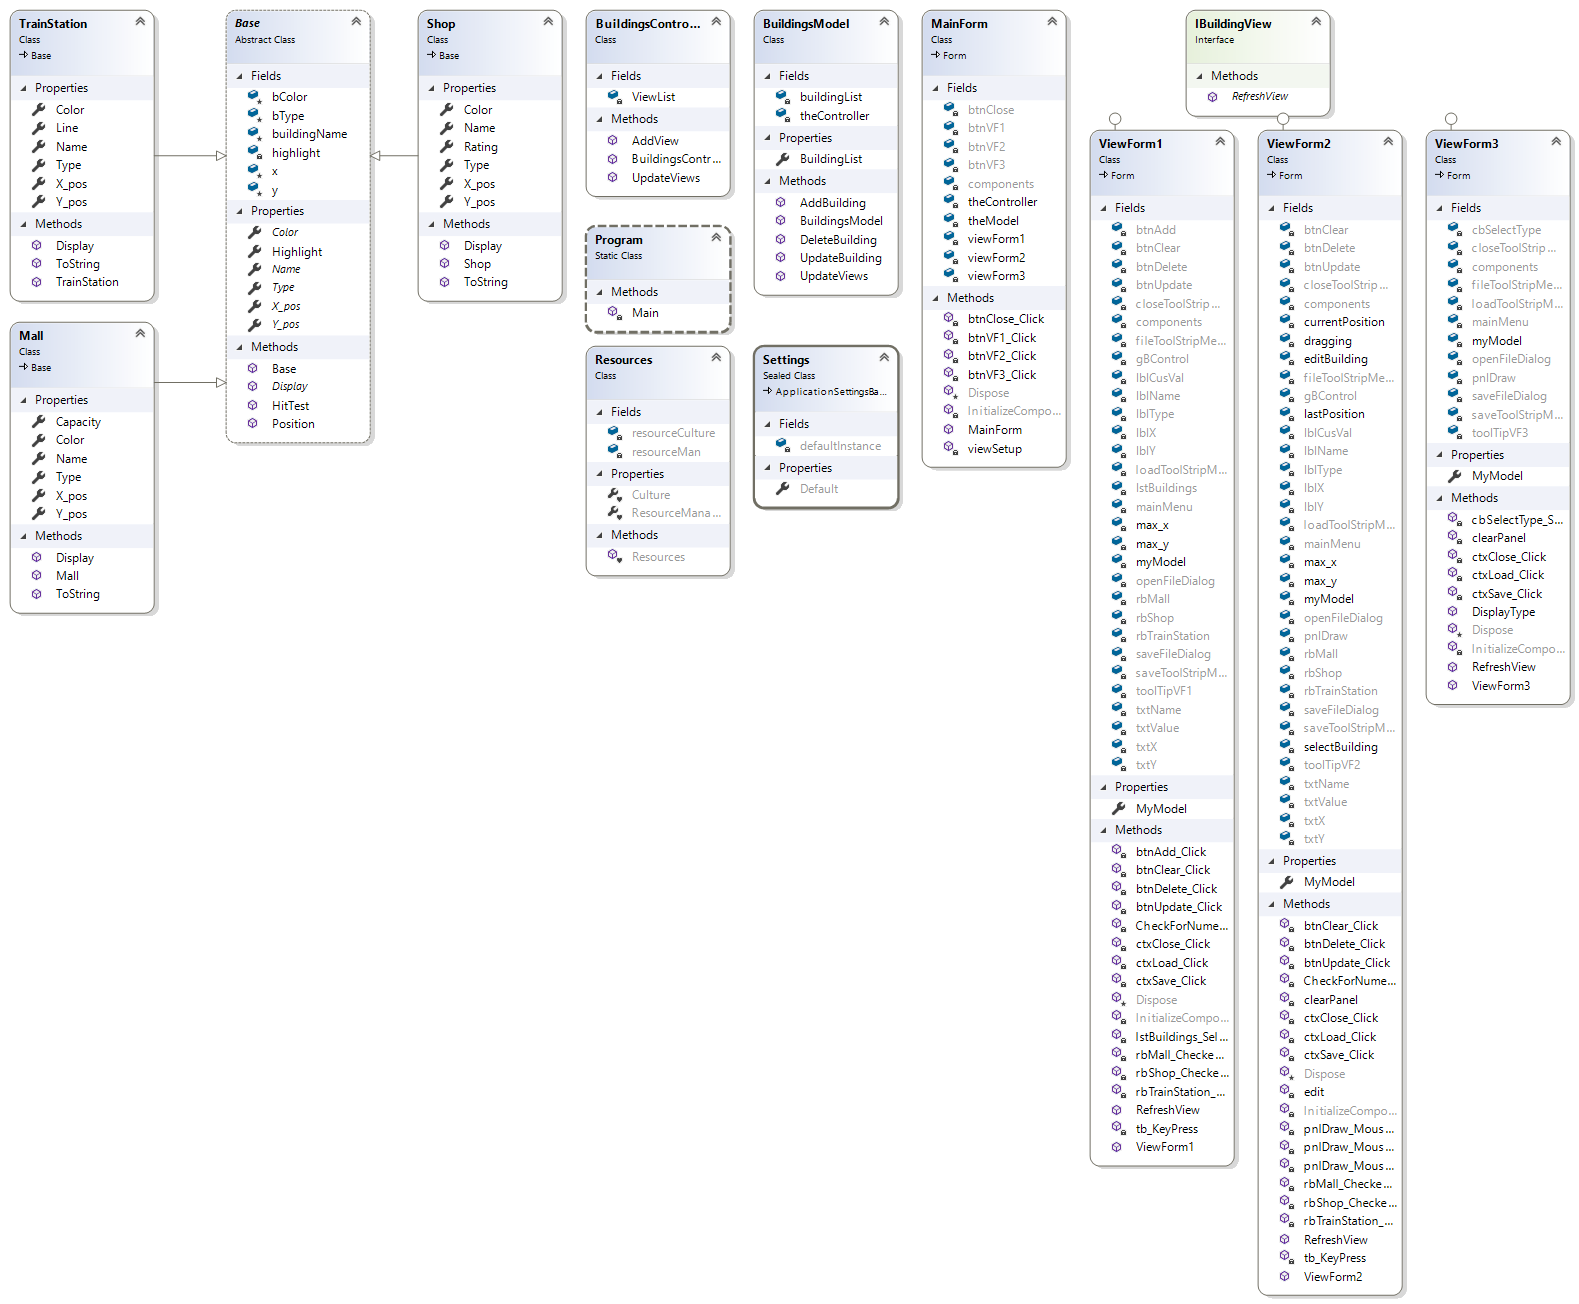 TrainStation
Class
Base
Properties
Color
Line
Name
Type
X_pos
Y_pos
Methods
Display
ToString
TrainStation
Mall
Class
Base
Properties
Capacity
Color
Name
Type
X_pos
Y_pos
Methods
Display
Mall
ToString
Base
Abstract Class
Fields
bColor
bType
buildingName
highlight
x
y
Properties
Color
Highlight
Name
Type
X_pos
Y_pos
Methods
Base
Display
HitTest
Position
Shop
Class
Base
Properties
Color
Name
Rating
Type
X_pos
Y_pos
Methods
Display
Shop
ToString
BuildingsContro...
Class
Fields
ViewList
Methods
AddView
BuildingsContr...
UpdateViews
Program
Static Class
Methods
Main
Resources
Class
Fields
resourceCulture
resourceMan
Properties
Culture
ResourceMana...
Methods
Resources
BuildingsModel
Class
Fields
buildingList
theController
Properties
BuildingList
Methods
AddBuilding
BuildingsModel
DeleteBuilding
UpdateBuilding
UpdateViews
Settings
Sealed Class
ApplicationSettingsBa...
Fields
defaultInstance
Properties
Default
MainForm
Class
Form
Fields
btnClose
btnVF1
btnVF2
btnVF3
components
theController
theModel
viewForm1
viewForm2
viewForm3
Methods
btnClose_Click
btnVF1_Click
btnVF2_Click
btnVF3_Click
Dispose
InitializeCompo...
MainForm
viewSetup
IBuildingView
Interface
Methods
RefreshView
ViewForm1
Class
Form
Fields
btnAdd
btnClear
btnDelete
btnUpdate
closeToolStrip...
components
fileToolStripMe...
gBControl
lblCusVal
lblName
lblType
lblX
lblY
loadToolStripM...
lstBuildings
mainMenu
max_x
max_y
myModel
openFileDialog
rbMall
rbShop
rbTrainStation
saveFileDialog
saveToolStripM...
toolTipVF1
txtName
txtValue
txtX
txtY
Properties
MyModel
Methods
btnAdd_Click
btnClear_Click
btnDelete_Click
btnUpdate_Click
CheckForNume...
ctxClose_Click
ctxLoad_Click
ctxSave_Click
Dispose
InitializeCompo...
lstBuildings_Sel...
rbMall_Checke...
rbShop_Checke...
rbTrainStation_...
RefreshView
tb_KeyPress
ViewForm1
ViewForm2
Class
Form
Fields
btnClear
btnDelete
btnUpdate
closeToolStrip...
components
currentPosition
dragging
editBuilding
fileToolStripMe...
gBControl
lastPosition
lblCusVal
lblName
lblType
lblX
lblY
loadToolStripM...
mainMenu
max_x
max_y
myModel
openFileDialog
pnlDraw
rbMall
rbShop
rbTrainStation
saveFileDialog
saveToolStripM...
selectBuilding
toolTipVF2
txtName
txtValue
txtX
txtY
Properties
MyModel
Methods
btnClear_Click
btnDelete_Click
btnUpdate_Click
CheckForNume...
clearPanel
ctxClose_Click
ctxLoad_Click
ctxSave_Click
Dispose
edit
InitializeCompo...
pnlDraw_Mous...
pnlDraw_Mous...
pnlDraw_Mous...
rbMall_Checke...
rbShop_Checke...
rbTrainStation_...
RefreshView
tb_KeyPress
ViewForm2
ViewForm3
Class
Form
Fields
cbSelectType
closeToolStrip...
components
fileToolStripMe...
loadToolStripM...
mainMenu
myModel
openFileDialog
pnlDraw
saveFileDialog
saveToolStripM...
toolTipVF3
Properties
MyModel
Methods
cbSelectType_S...
clearPanel
ctxClose_Click
ctxLoad_Click
ctxSave_Click
DisplayType
Dispose
InitializeCompo...
RefreshView
ViewForm3